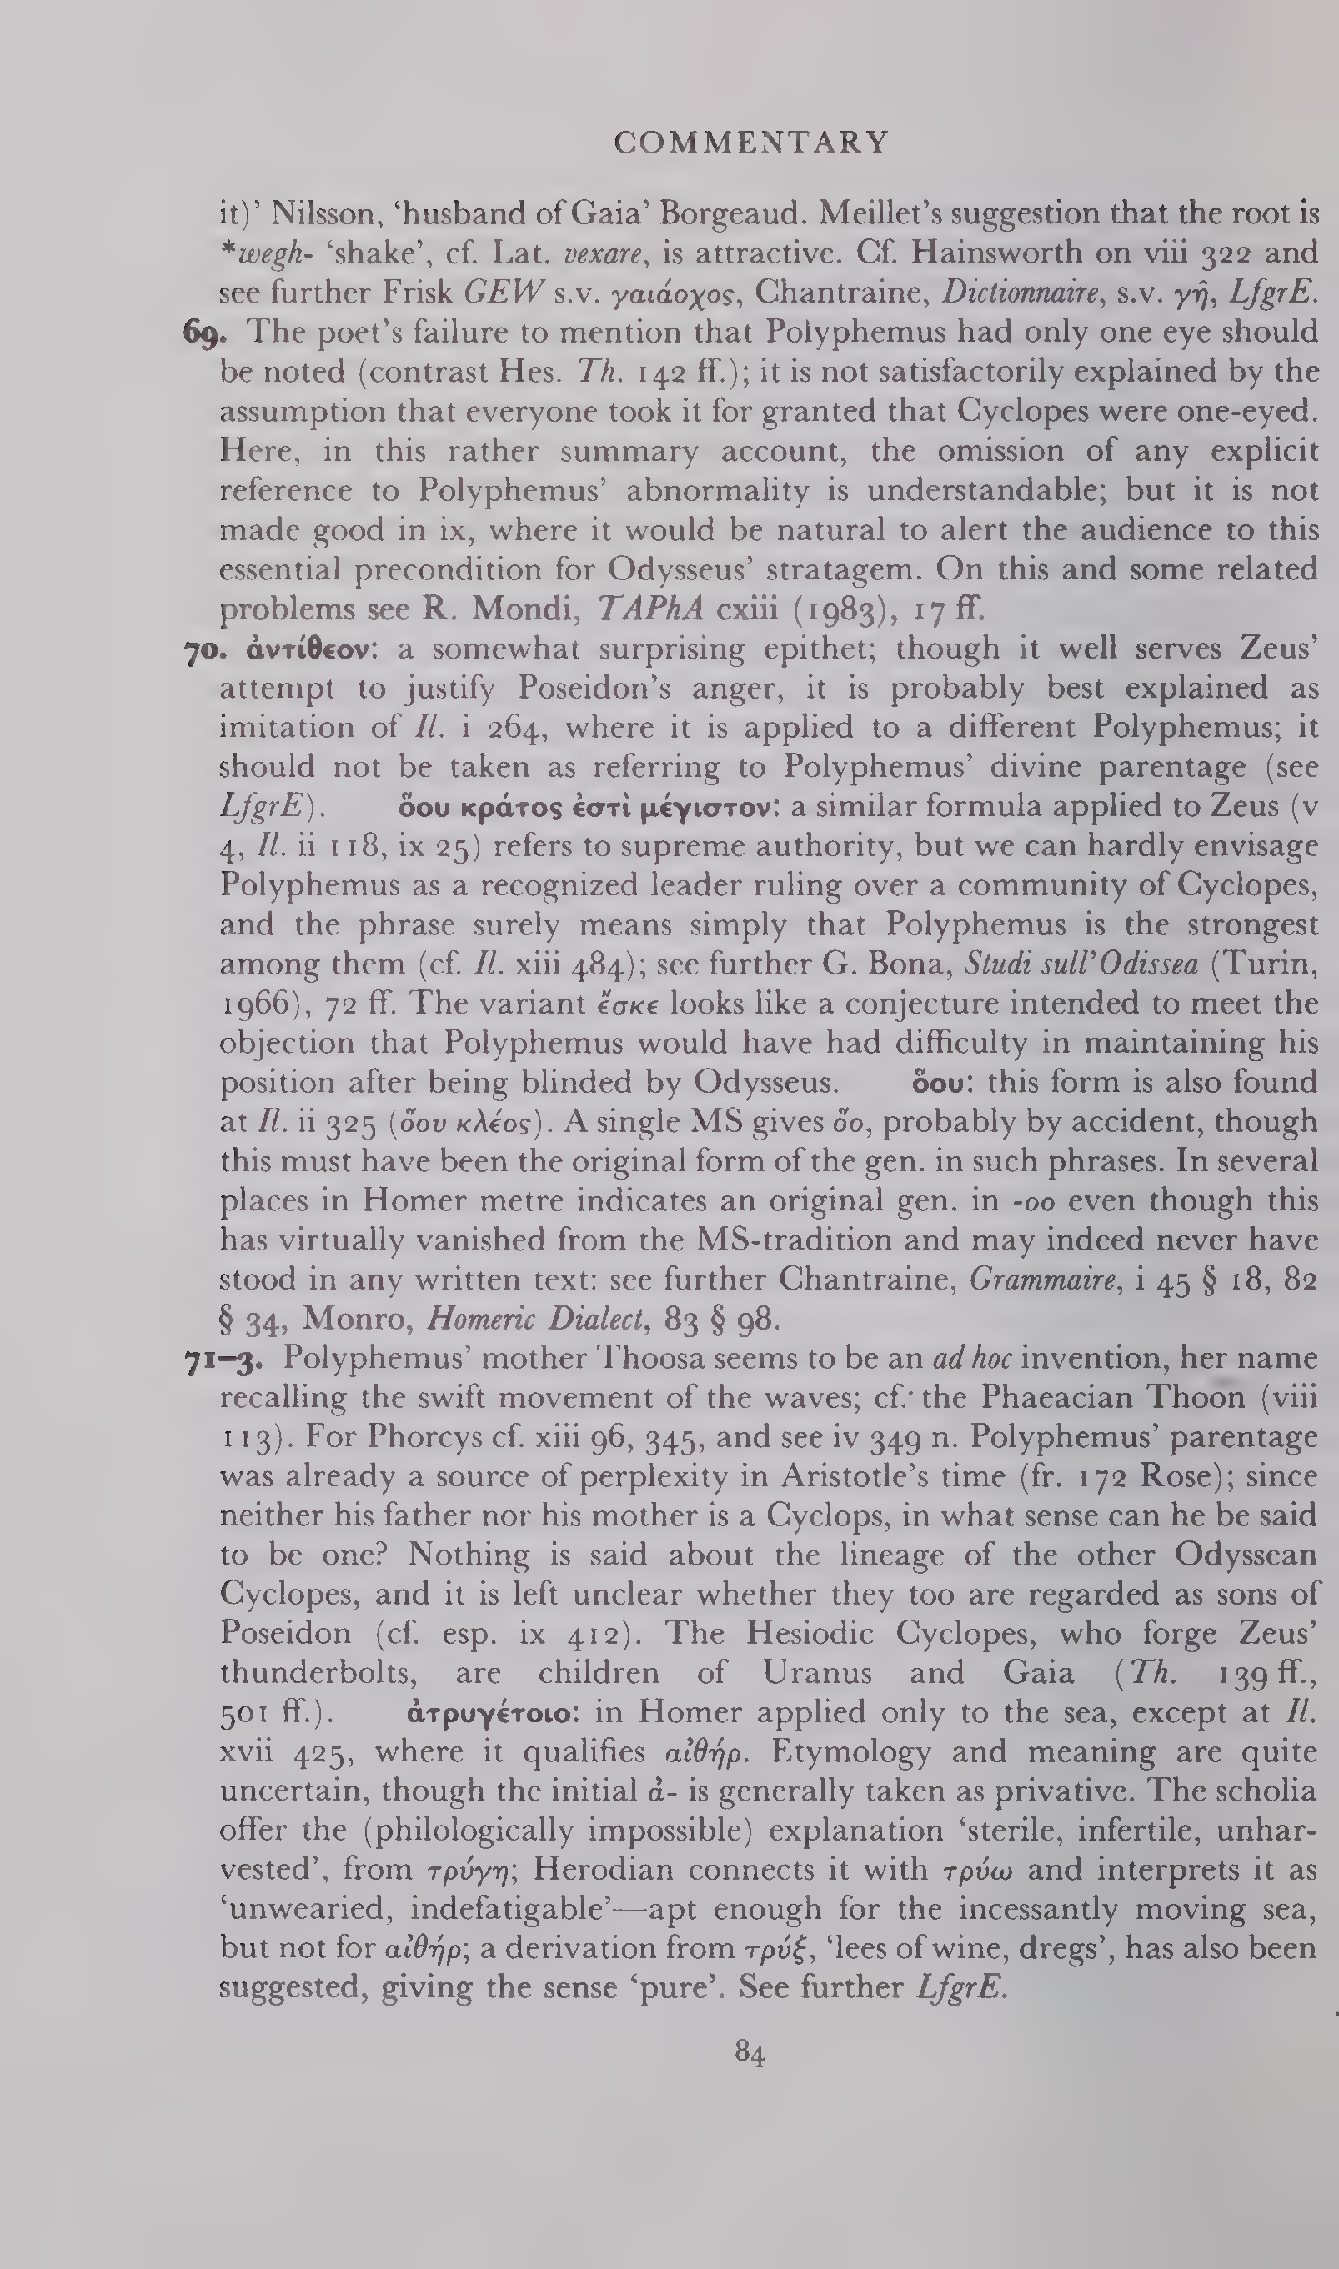 COMMENTARY
it)’ Nilsson, ‘husband of Gaia’ Borgeaud. Meillet’s suggestion that the root is
*wegh- ‘shake’, cf. Lat. vexare, is attractive. Cf. Hainsworth on viii 322 and
see further Frisk GEW s.v. γαιάοχος, Chantraine, Dictionnaire, s.v. γῆ, LfgrE.
69. The poet’s failure to mention that Polyphemus had only one eye should
be noted (contrast Hes. Th. 142 ff.); it is not satisfactorily explained by the
assumption that everyone took it for granted that Cyclopes were one-eyed.
Here, in this rather summary account, the omission of any explicit
reference to Polyphemus’ abnormality is understandable; but it is not
made good in ix, where it would be natural to alert the audience to this
essential precondition for Odysseus’ stratagem. On this and some related
problems see R. Mondi, TAPhA cxiii (1983), 17 ff.
70. ἀντίθεον: a somewhat surprising epithet; though it well serves Zeus’
attempt to justify Poseidon’s anger, it is probably best explained as
imitation of Il. i 264, where it is applied to a different Polyphemus; it
should not be taken as referring to Polyphemus’ divine parentage (see
LfgrE). ὅου κράτος ἐστὶ μέγιστον: a similar formula applied to Zeus (v
4, Il. ii 118, ix 25) refers to supreme authority, but we can hardly envisage
Polyphemus as a recognized leader ruling over a community of Cyclopes,
and the phrase surely means simply that Polyphemus is the strongest
among them (cf. Il. xiii 484); see further G. Bona, Studi sull’Odissea (Turin,
1966), 72 ff. The variant ἔσκε looks like a conjecture intended to meet the
objection that Polyphemus would have had difficulty in maintaining his
position after being blinded by Odysseus. ὅου: this form is also found
at Il. ii 325 (ὅου κλέος). A single MS gives ὅο, probably by accident, though
this must have been the original form of the gen. in such phrases. In several
places in Homer metre indicates an original gen. in -οο even though this
has virtually vanished from the MS-tradition and may indeed never have
stood in any written text: see further Chantraine, Grammaire, i 45 § 18, 82
§ 34, Monro, Homeric Dialect, 83 § 98.
71–3. Polyphemus’ mother Thoosa seems to be an ad hoc invention, her name
recalling the swift movement of the waves; cf. the Phaeacian Thoon (viii
113). For Phorcys cf. xiii 96, 345, and see iv 349 n. Polyphemus’ parentage
was already a source of perplexity in Aristotle’s time (fr. 172 Rose); since
neither his father nor his mother is a Cyclops, in what sense can he be said
to be one? Nothing is said about the lineage of the other Odyssean
Cyclopes, and it is left unclear whether they too are regarded as sons of
Poseidon (cf. esp. ix 412). The Hesiodic Cyclopes, who forge Zeus’
thunderbolts, are children of Uranus and Gaia (Th. 139 ff.,
501 ff.). ἀτρυγέτοιο: in Homer applied only to the sea, except at Il.
xvii 425, where it qualifies αἰθήρ. Etymology and meaning are quite
uncertain, though the initial ἀ- is generally taken as privative. The scholia
offer the (philologically impossible) explanation ‘sterile, infertile, unhar-
vested’, from τρύγη; Herodian connects it with τρύω and interprets it as
‘unwearied, indefatigable’—apt enough for the incessantly moving sea,
but not for αἰθήρ; a derivation from τρύξ, ‘lees of wine, dregs’, has also been
suggested, giving the sense ‘pure’. See further LfgrE.
84